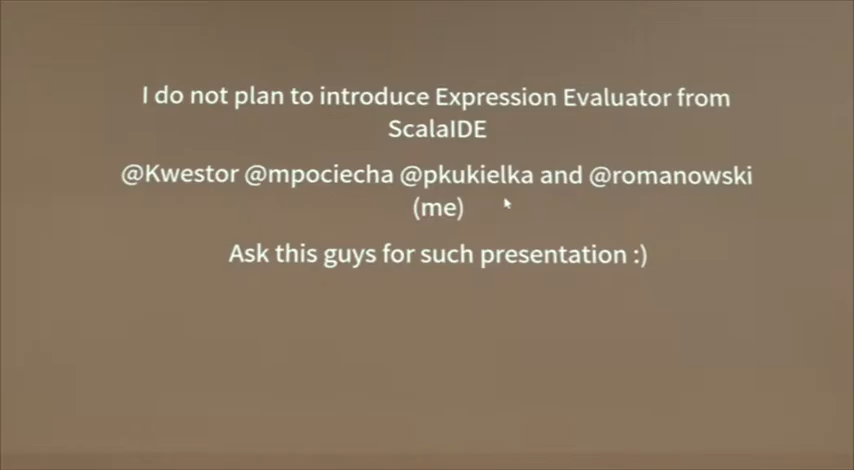 I do not plan to introduce Expression Evaluator from
ScalaIDE
@Kwestor @mpociecha @pkukielka and @romanowski
(me)
Ask this guys for such presentation :)